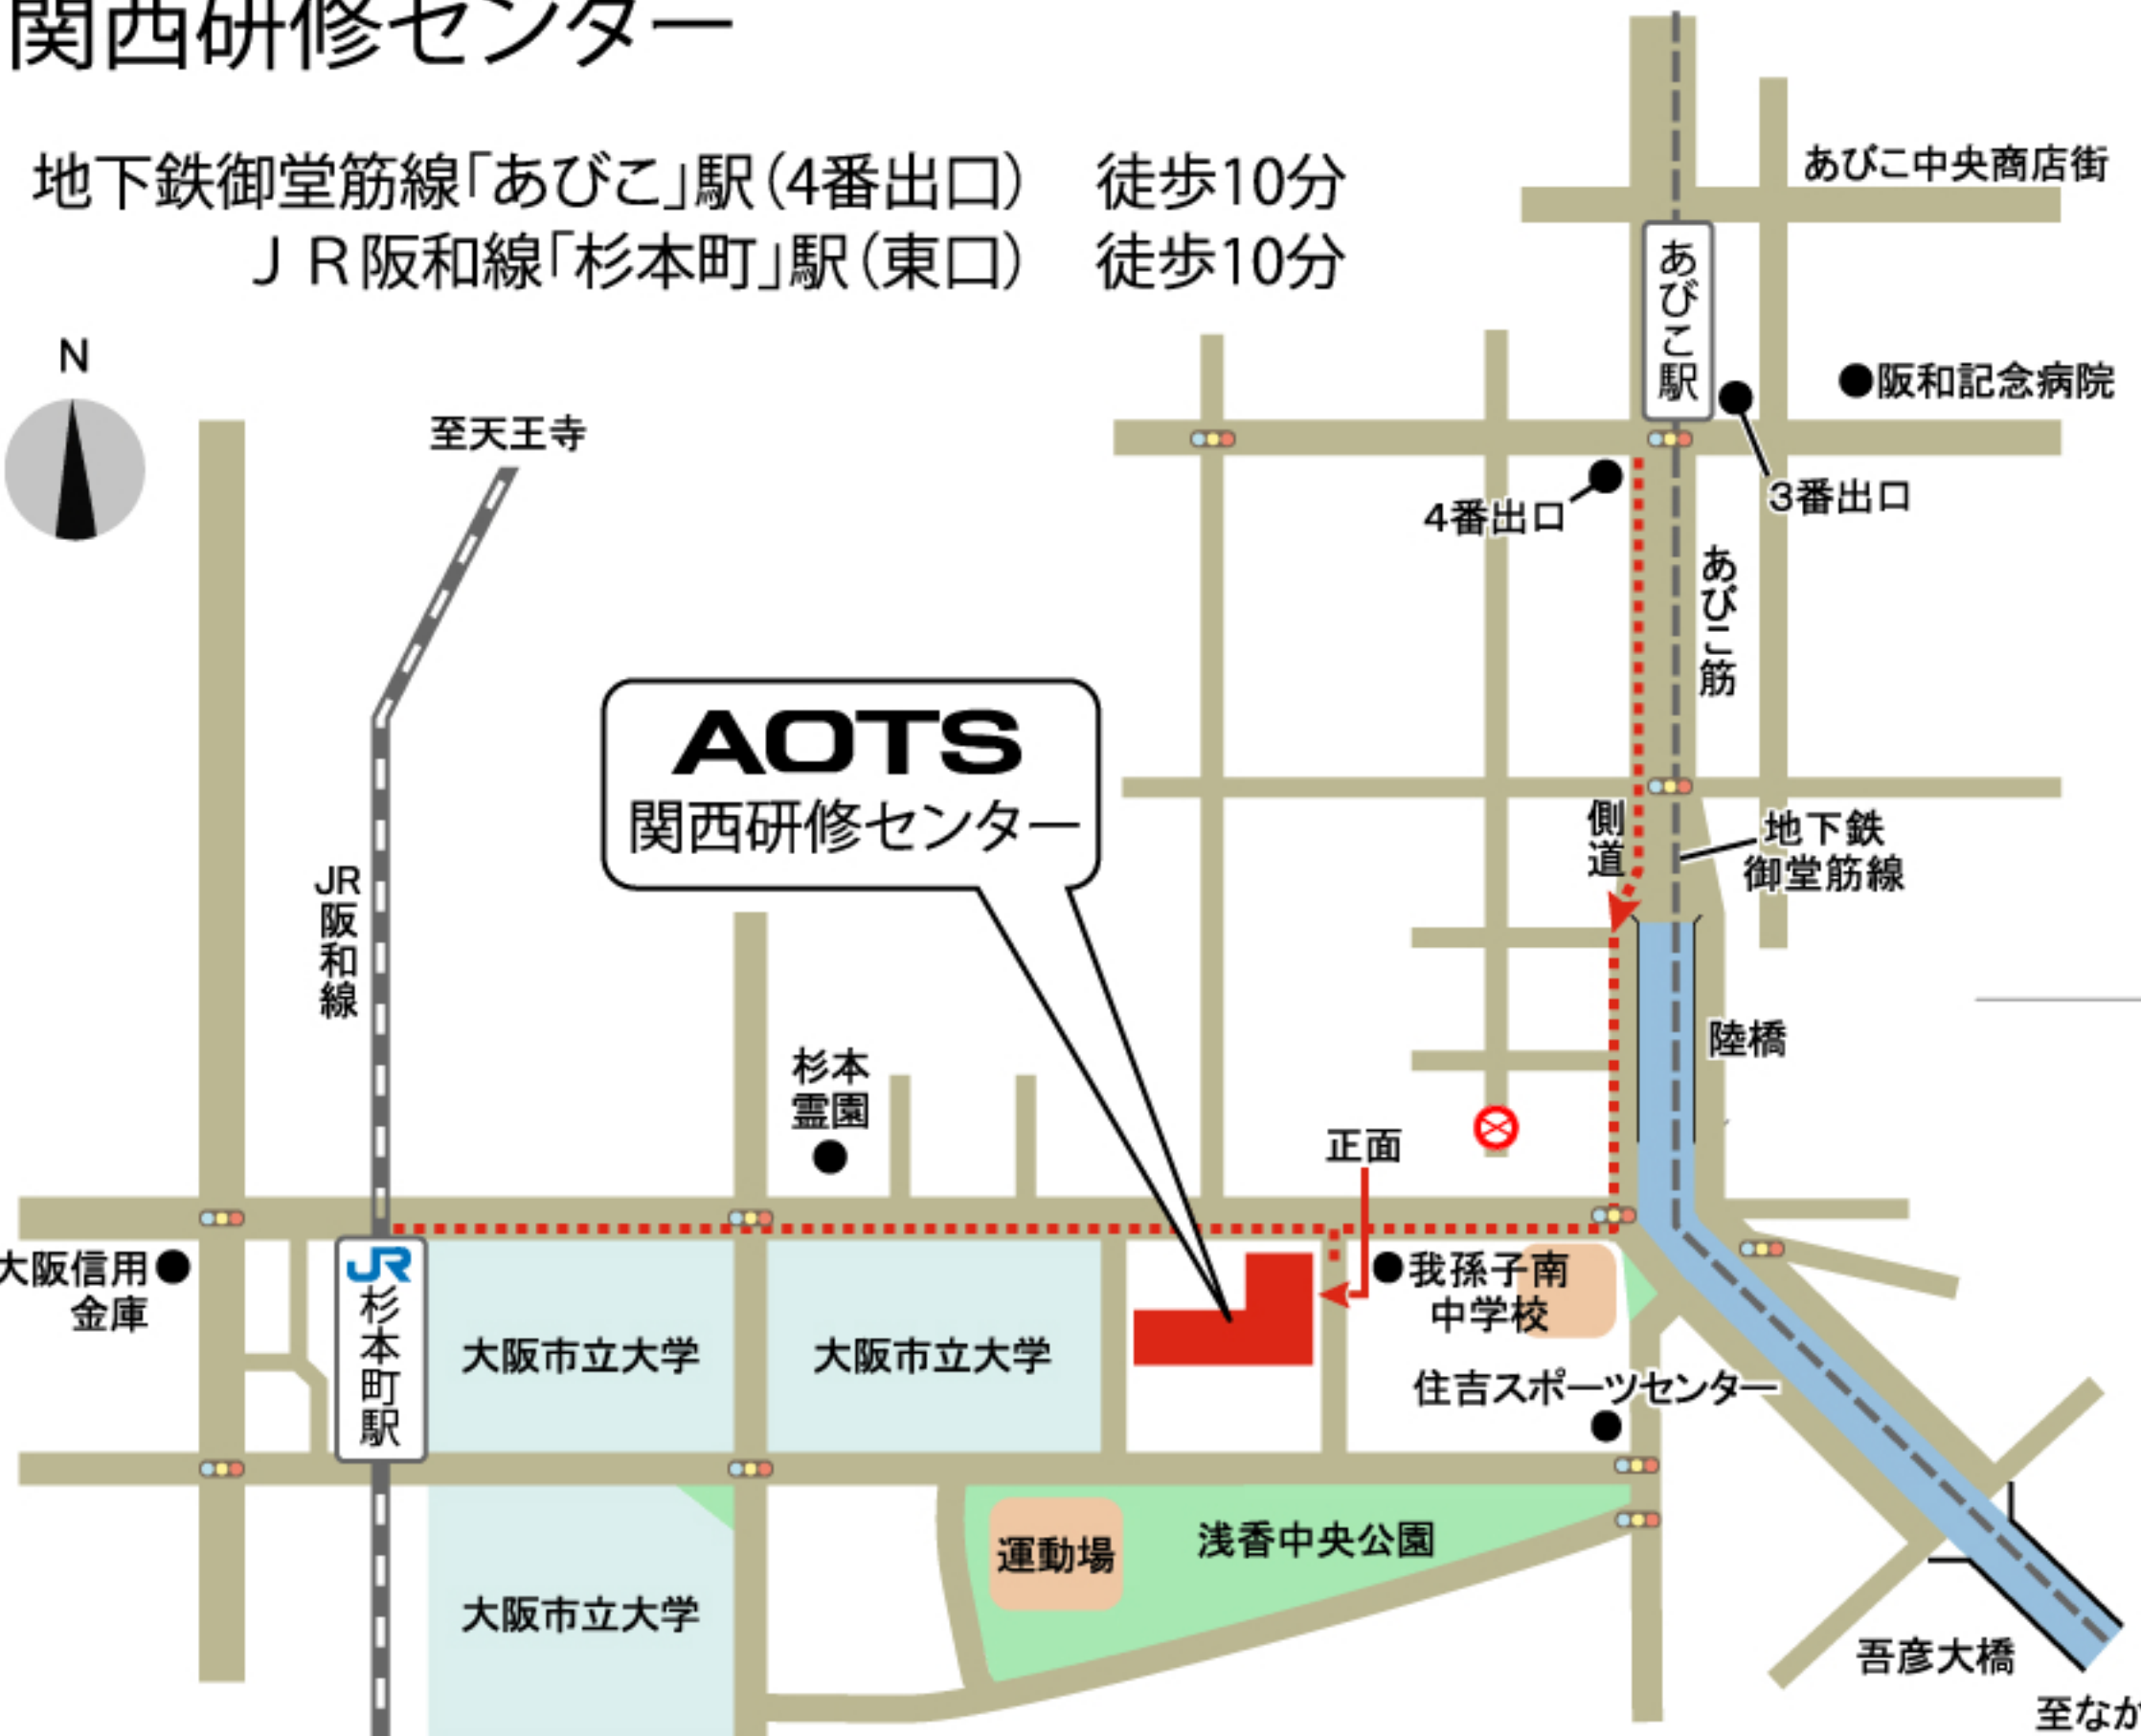 関西研修センター
地下鉄御堂筋線「あびこ」駅（4番出口）　徒歩10分
ＪＲ阪和線「杉本町」駅（東口）　徒歩10分
あびこ中央商店街
あびこ駅
N
阪和記念病院
至天王寺
3番出口
4番出口
あびこ筋
AOTS
関西研修センター
側道
地下鉄
御堂筋線
JR阪和線
陸橋
杉本
霊園
正面
大阪信用
金庫
JR
杉本町駅
我孫子南
中学校
大阪市立大学
大阪市立大学
住吉スポーツセンター
運動場
浅香中央公園
大阪市立大学
吾彦大橋
至なか